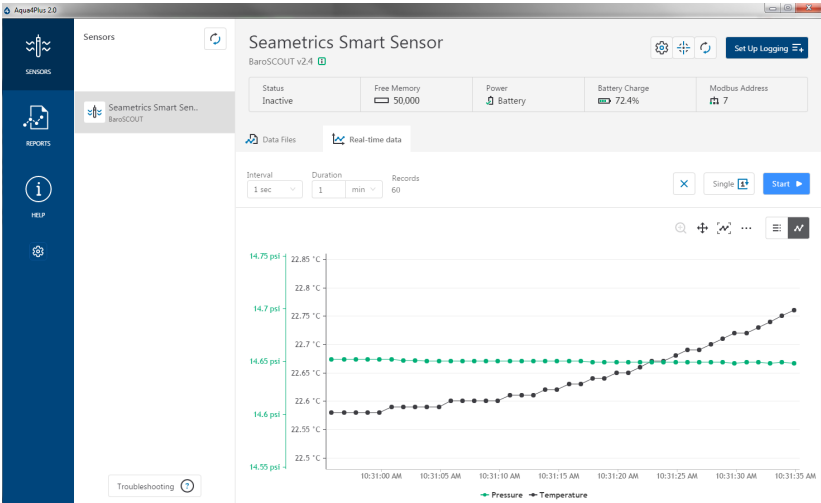 Aqua4Plus 2.0
SENSORS
REPORTS
HELP
Sensors
Seametrics Smart Sen..
BaroSCOUT
Troubleshooting ?
Seametrics Smart Sensor
BaroSCOUT v2.4
Set Up Logging
Status
Inactive
Free Memory
50,000
Power
Battery
Battery Charge
72.4%
Modbus Address
7
Data Files
Real-time data
Interval
1 sec
Duration
1 min
Records
60
Single
Start
14.75 psi
14.7 psi
14.65 psi
14.6 psi
14.55 psi
22.85 °C
22.8 °C
22.75 °C
22.7 °C
22.65 °C
22.6 °C
22.55 °C
22.5 °C
10:31:00 AM 10:31:05 AM 10:31:10 AM 10:31:15 AM 10:31:20 AM 10:31:25 AM 10:31:30 AM 10:31:35 AM
Pressure Temperature